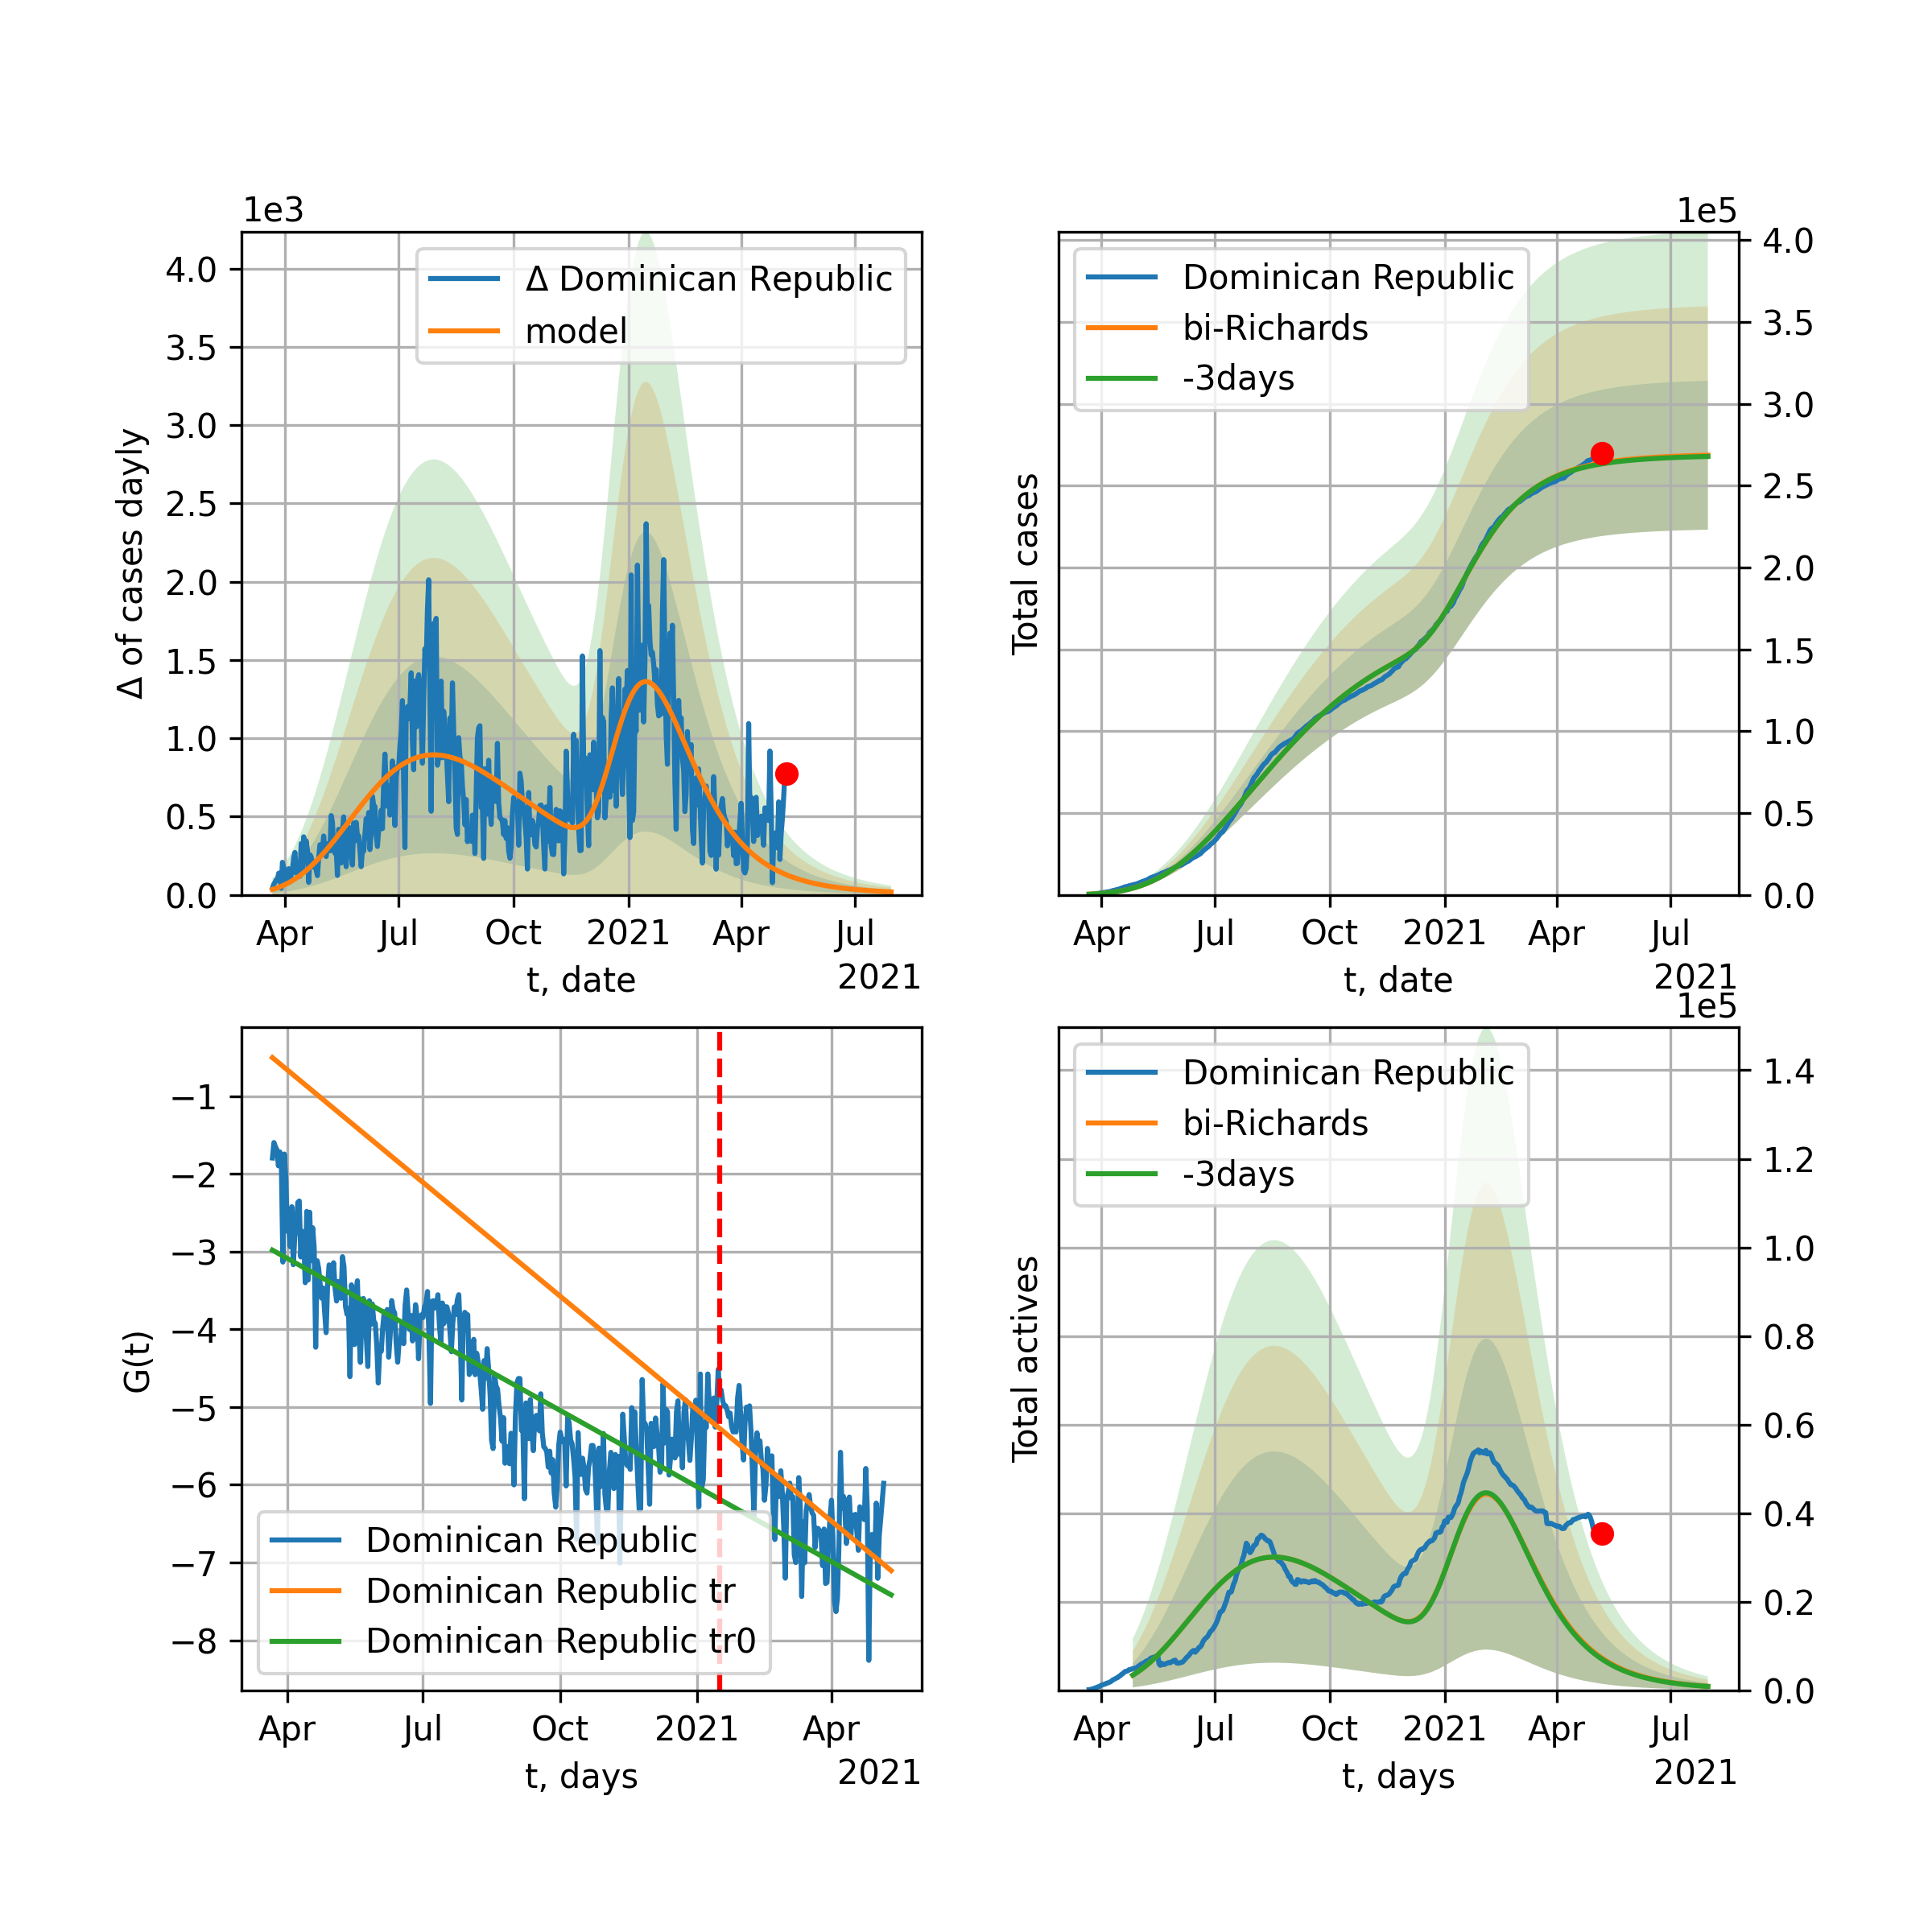 1e3
4.0
3.5
3.0
2.5
2.0
1.5
1.0
0.5
0.0
Δ of cases dayly
Δ Dominican Republic
model
Apr Jul Oct 2021 Apr Jul
t, date
2021
1e5
4.0
3.5
3.0
2.5
2.0
1.5
1.0
0.5
0.0
Total cases
Dominican Republic
bi-Richards
-3days
Apr Jul Oct 2021 Apr Jul
t, date
2021
−1
−2
−3
−4
−5
−6
−7
−8
G(t)
Dominican Republic
Dominican Republic tr
Dominican Republic tr0
Apr Jul Oct 2021 Apr
t, days
2021
1e5
1.4
1.2
1.0
0.8
0.6
0.4
0.2
0.0
Total actives
Dominican Republic
bi-Richards
-3days
Apr Jul Oct 2021 Apr Jul
t, days
2021